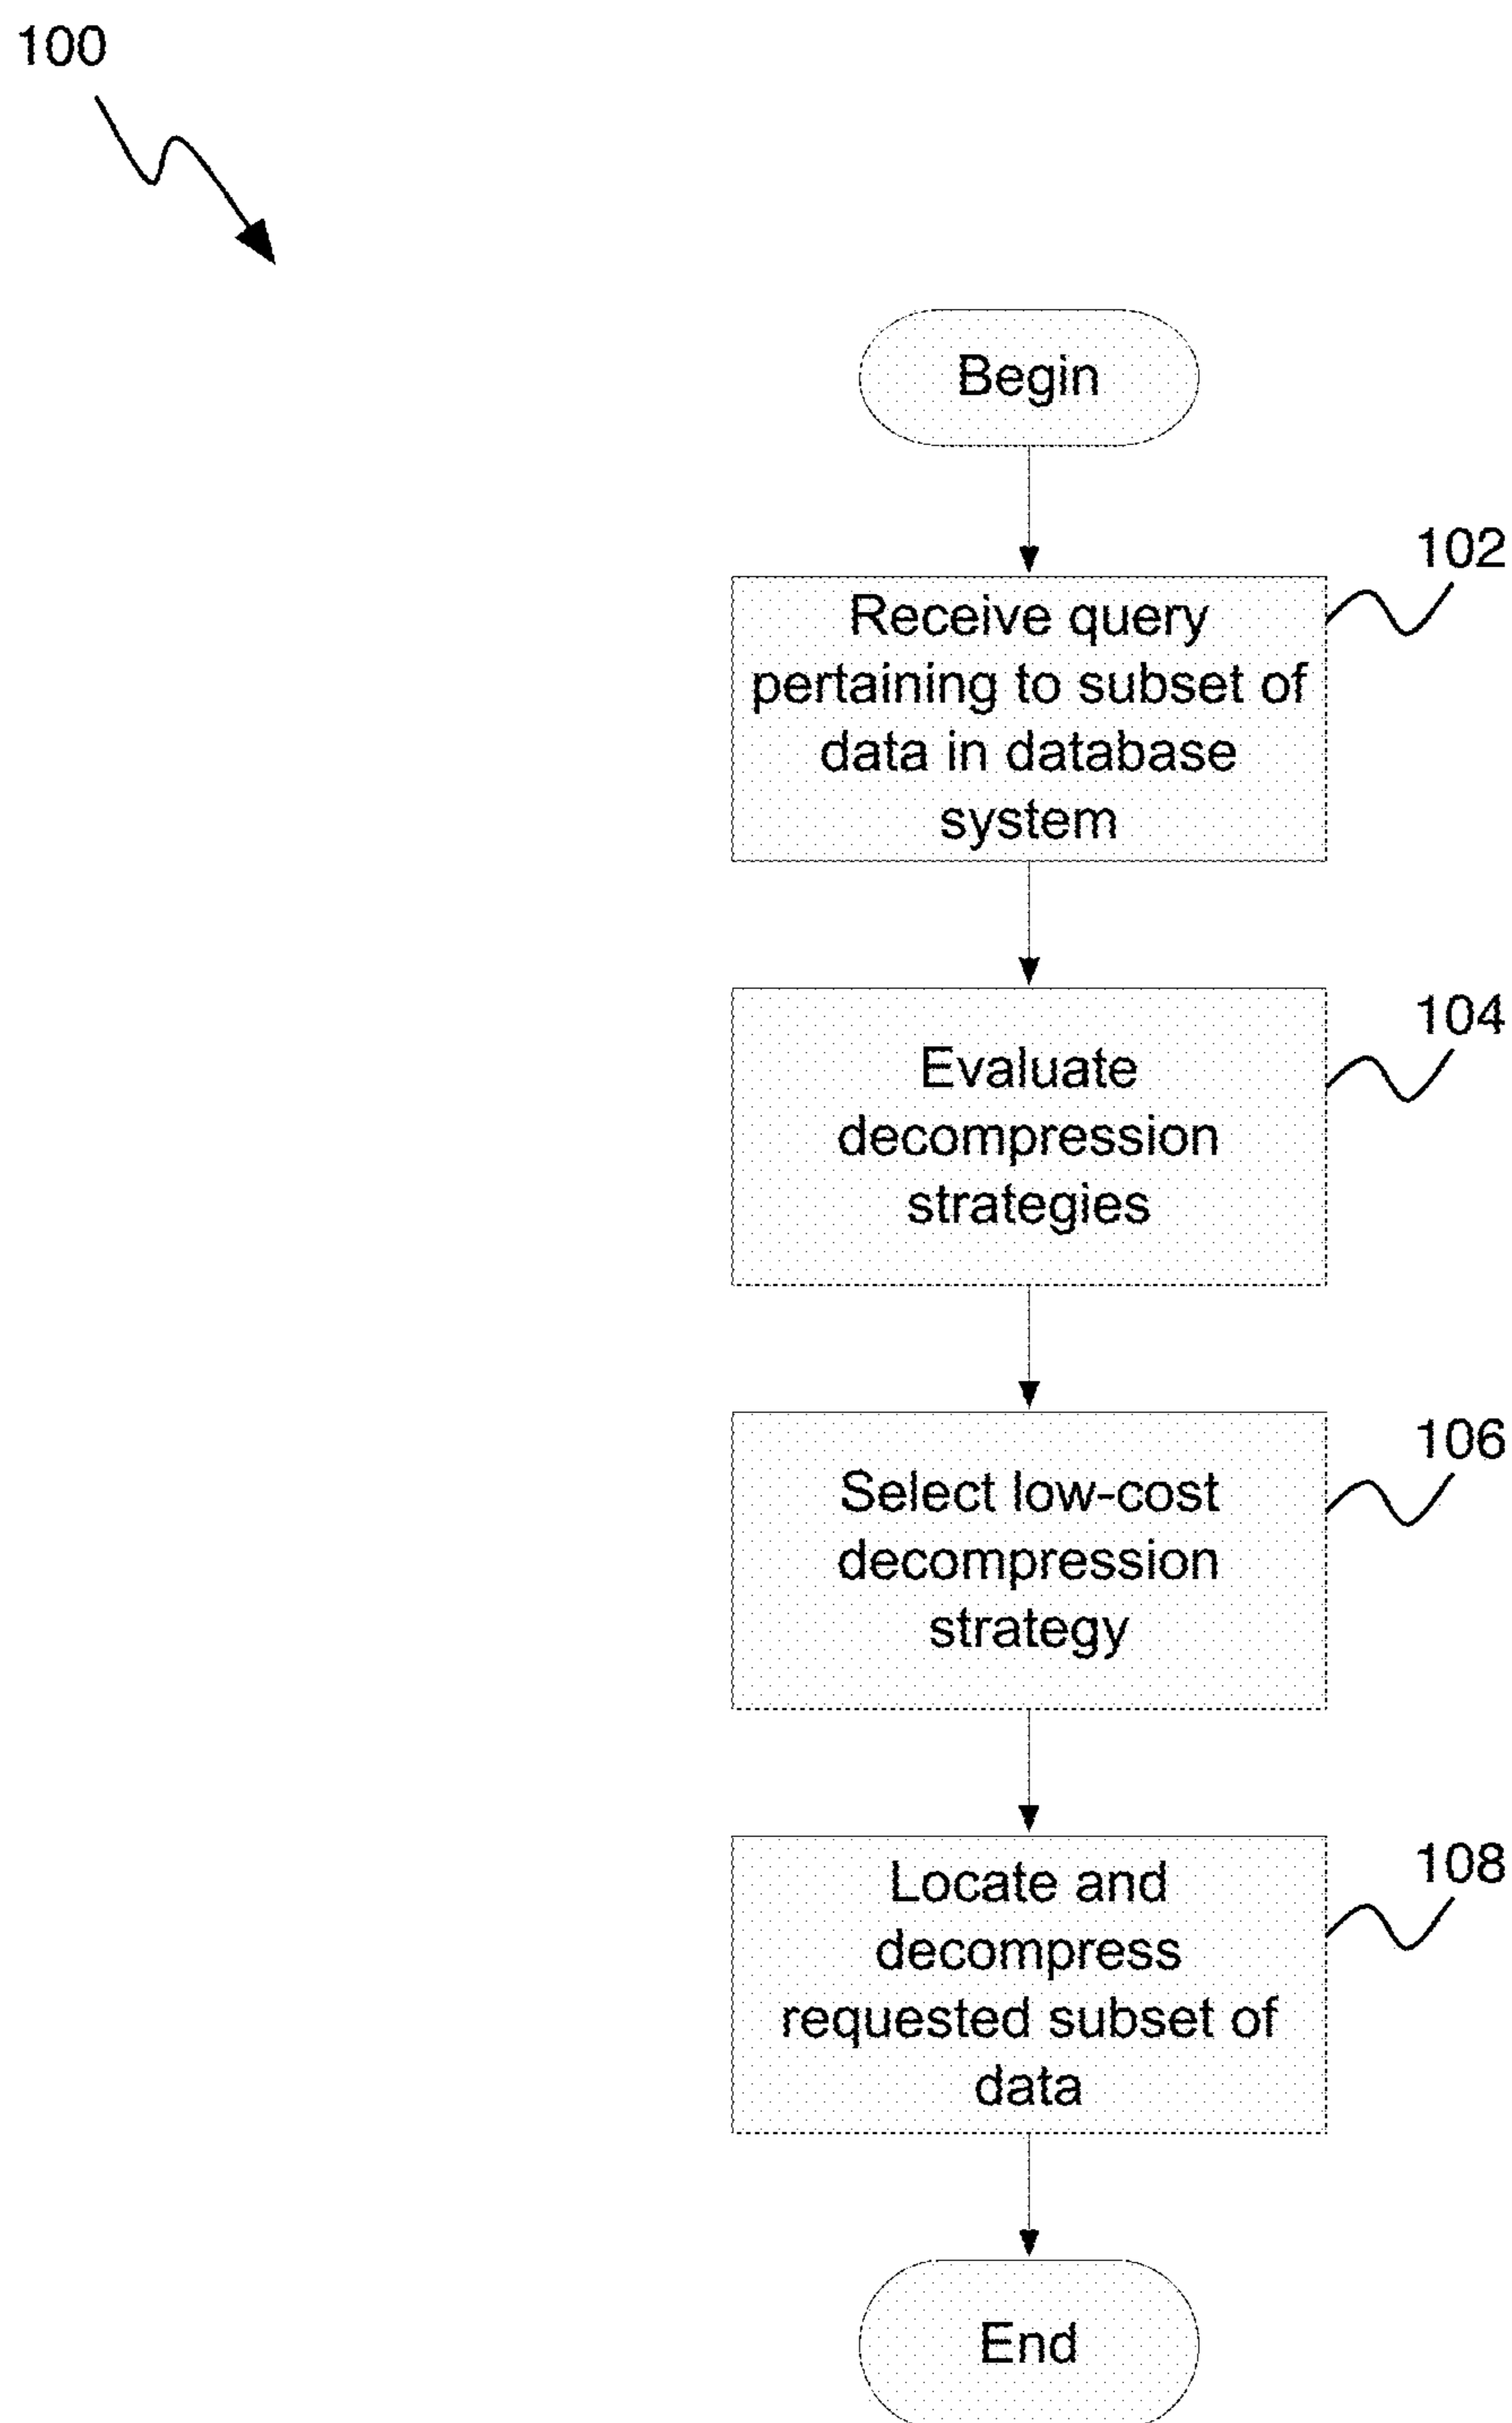 100
Begin
102
Receive query
pertaining to subset of
data in database
system
104
Evaluate
decompression
strategies
106
Select low-cost
decompression
strategy
108
Locate and
decompress
requested subset of
data
End